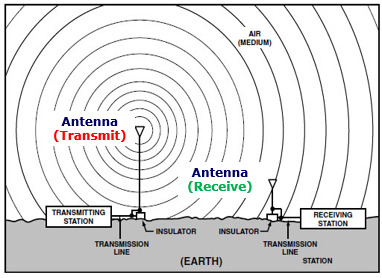 AIR
(MEDIUM)
Antenna
(Transmit)
Antenna
(Receive)
TRANSMITTING
STATION
INSULATOR
INSULATOR
RECEIVING
STATION
TRANSMISSION
LINE
TRANSMISSION
LINE
(EARTH)
STATION